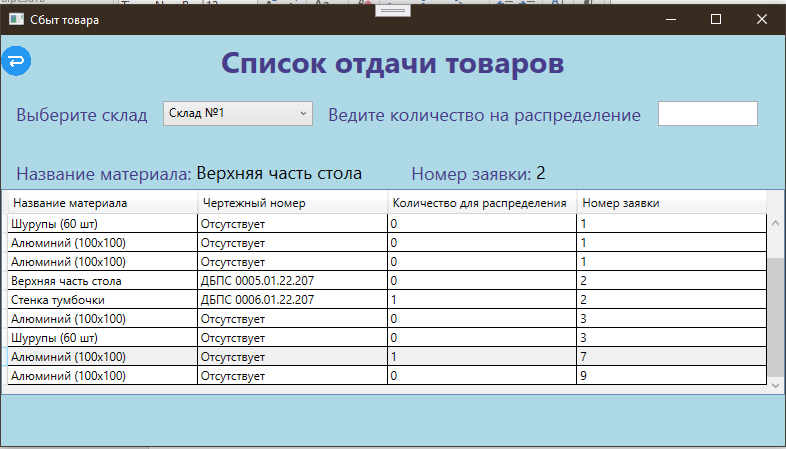 Сбыт товара
Список отдачи товаров
Выберите склад Склад №1 Ведите количество на распределение
Название материала: Верхняя часть стола Номер заявки: 2
Название материала Чертежный номер Количество для распределения Номер заявки
Шурупы (60 шт) Отсутствует 0 1
Алюминий (100x100) Отсутствует 0 1
Алюминий (100x100) Отсутствует 0 1
Верхняя часть стола ДБПС 0005.01.22.207 0 2
Стенка тумбочки ДБПС 0006.01.22.207 1 2
Алюминий (100x100) Отсутствует 0 3
Шурупы (60 шт) Отсутствует 0 3
Алюминий (100x100) Отсутствует 1 7
Алюминий (100x100) Отсутствует 0 9